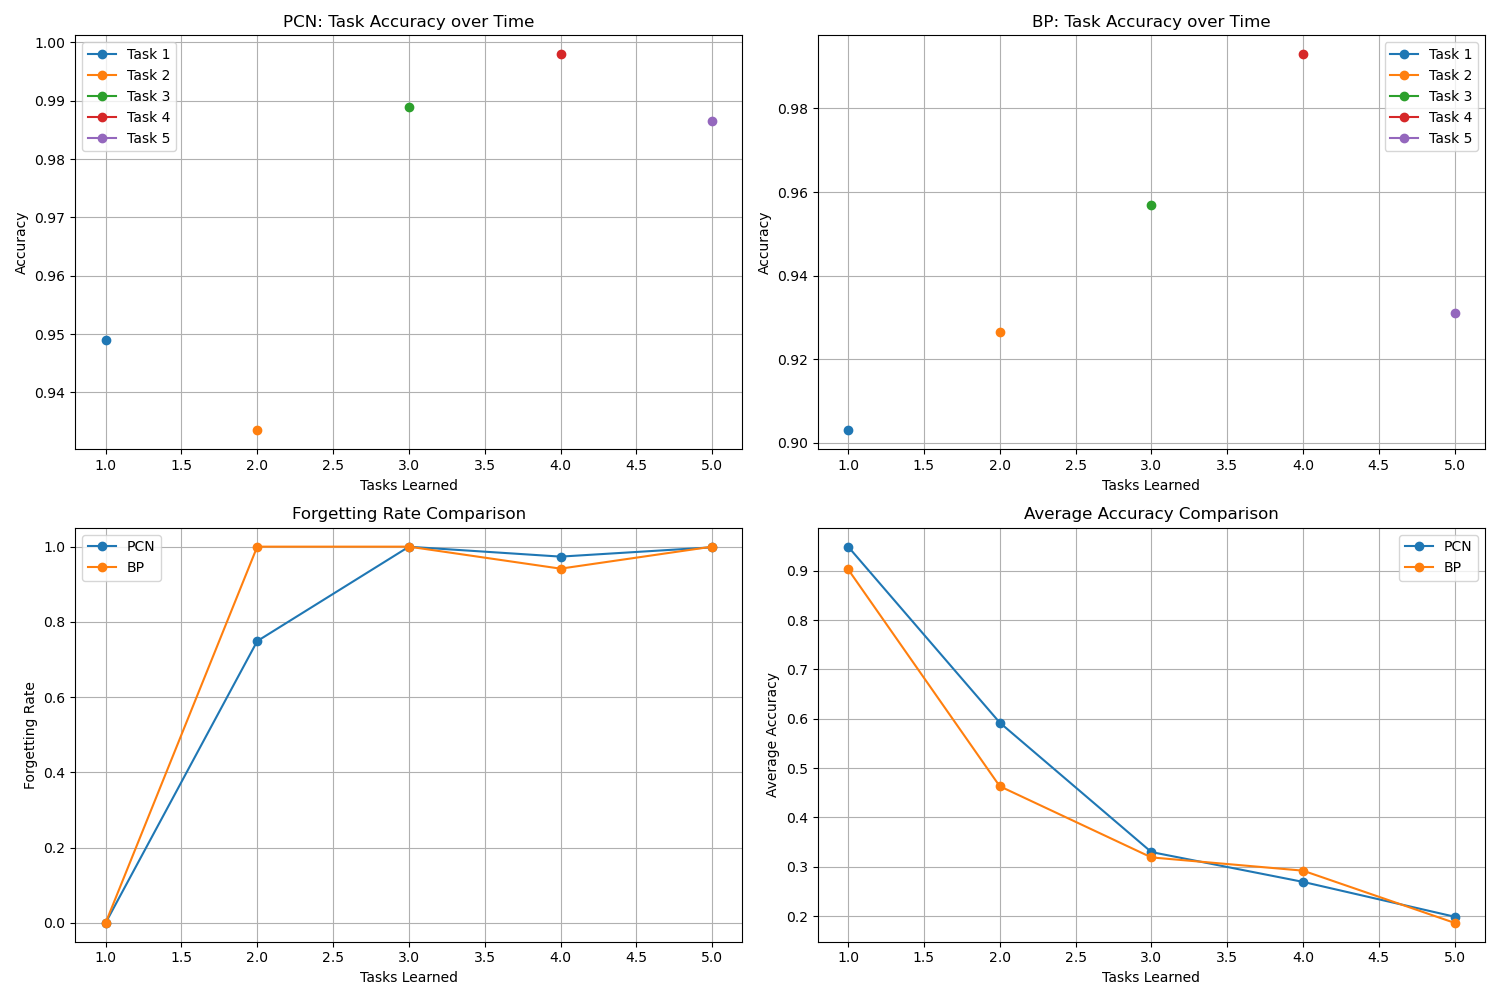 PCN: Task Accuracy over Time
Accuracy
1.00
0.99
0.98
0.97
0.96
0.95
0.94
Task 1
Task 2
Task 3
Task 4
Task 5
1.0 1.5 2.0 2.5 3.0 3.5 4.0 4.5 5.0
Tasks Learned
BP: Task Accuracy over Time
Accuracy
0.98
0.96
0.94
0.92
0.90
Task 1
Task 2
Task 3
Task 4
Task 5
1.0 1.5 2.0 2.5 3.0 3.5 4.0 4.5 5.0
Tasks Learned
Forgetting Rate Comparison
Forgetting Rate
1.0
0.8
0.6
0.4
0.2
0.0
PCN
BP
1.0 1.5 2.0 2.5 3.0 3.5 4.0 4.5 5.0
Tasks Learned
Average Accuracy Comparison
Average Accuracy
0.9
0.8
0.7
0.6
0.5
0.4
0.3
0.2
PCN
BP
1.0 1.5 2.0 2.5 3.0 3.5 4.0 4.5 5.0
Tasks Learned